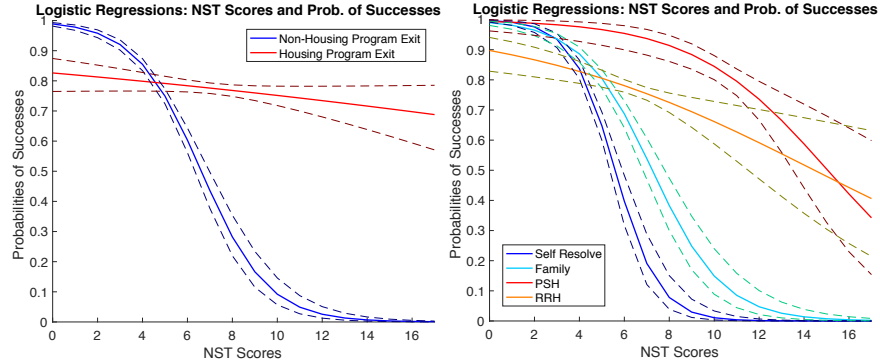 Logistic Regressions: NST Scores and Prob. of Successes
1
0.9
0.8
0.7
0.6
0.5
0.4
0.3
0.2
0.1
0
Probabilities of Successes
Non-Housing Program Exit
Housing Program Exit
0 2 4 6 8 10 12 14 16
NST Scores
Logistic Regressions: NST Scores and Prob. of Successes
1
0.9
0.8
0.7
0.6
0.5
0.4
0.3
0.2
0.1
0
Probabilities of Successes
Self Resolve
Family
PSH
RRH
0 2 4 6 8 10 12 14 16
NST Scores